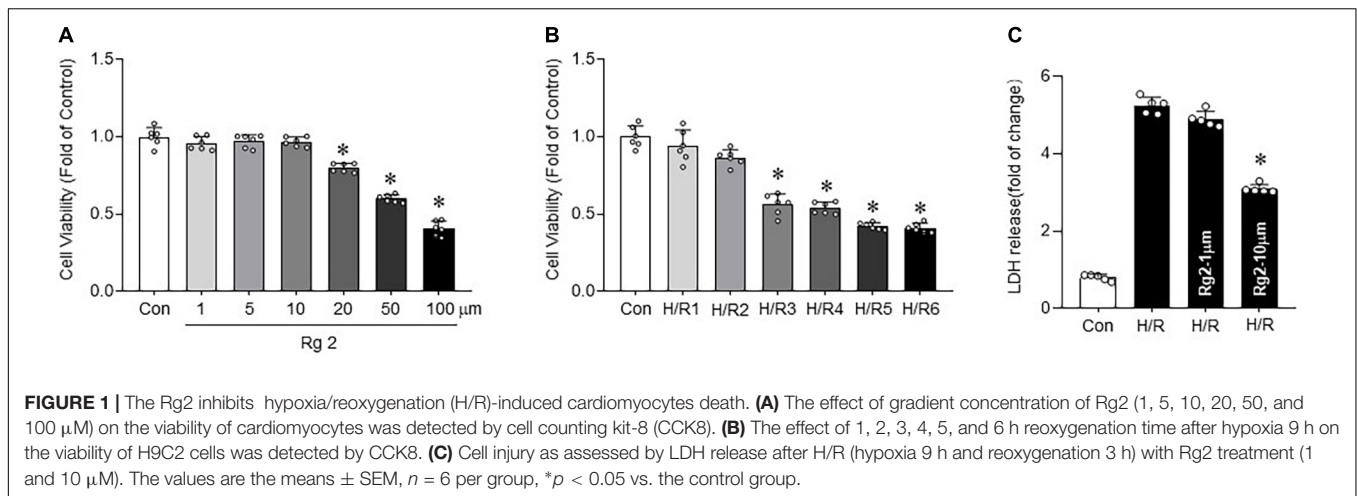 A
B
C
Cell Viability (Fold of Control)
1.5
1.0
0.5
0.0
*
*
*
Con 1 5 10 20 50 100 μm
Rg 2
Cell Viability (Fold of Control)
1.5
1.0
0.5
0.0
*
*
*
*
Con H/R1 H/R2 H/R3 H/R4 H/R5 H/R6
LDH release(fold of change)
6
4
2
0
*
Rg2-1μm
Rg2-10μm
Con H/R H/R H/R
FIGURE 1 | The Rg2 inhibits hypoxia/reoxygenation (H/R)-induced cardiomyocytes death. (A) The effect of gradient concentration of Rg2 (1, 5, 10, 20, 50, and
100 μM) on the viability of cardiomyocytes was detected by cell counting kit-8 (CCK8). (B) The effect of 1, 2, 3, 4, 5, and 6 h reoxygenation time after hypoxia 9 h on
the viability of H9C2 cells was detected by CCK8. (C) Cell injury as assessed by LDH release after H/R (hypoxia 9 h and reoxygenation 3 h) with Rg2 treatment (1
and 10 μM). The values are the means ± SEM, n = 6 per group, *p < 0.05 vs. the control group.